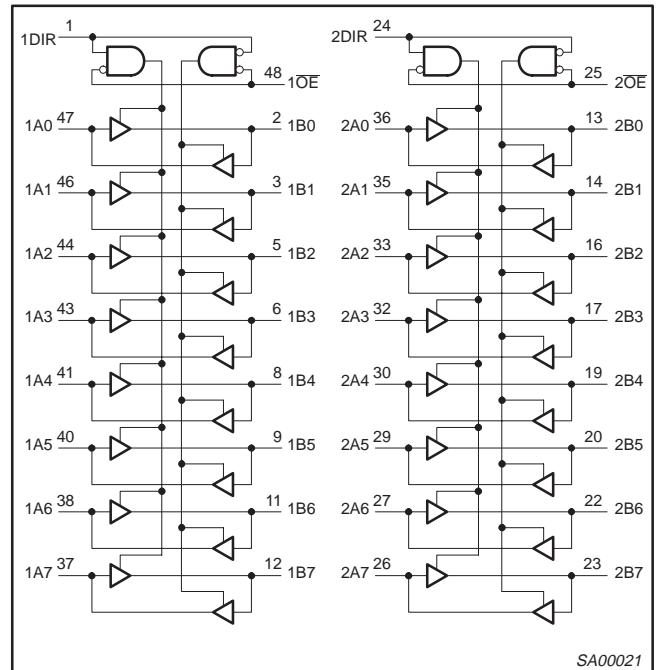 1DIR 1 2DIR 24
48 1O̅E̅ 25 2O̅E̅
1A0 47 2 1B0 2A0 36 13 2B0
1A1 46 3 1B1 2A1 35 14 2B1
1A2 44 5 1B2 2A2 33 16 2B2
1A3 43 6 1B3 2A3 32 17 2B3
1A4 41 8 1B4 2A4 30 19 2B4
1A5 40 9 1B5 2A5 29 20 2B5
1A6 38 11 1B6 2A6 27 22 2B6
1A7 37 12 1B7 2A7 26 23 2B7
SA00021